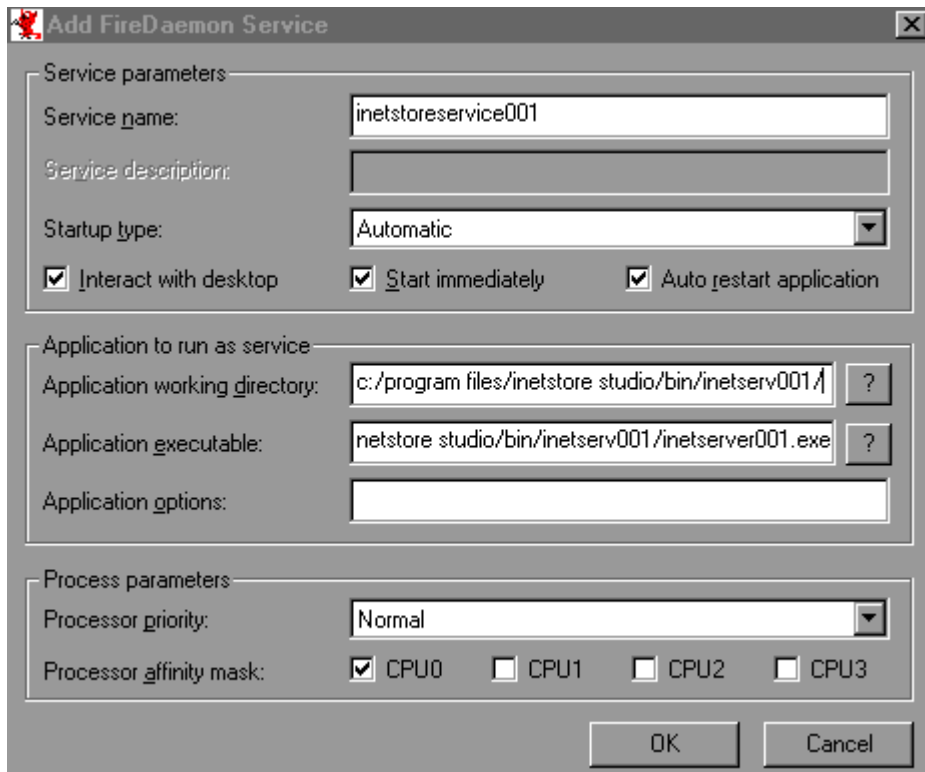 Add FireDaemon Service
Service parameters
Service name: inetstoreservice001
Service description:
Startup type: Automatic
Interact with desktop Start immediately Auto restart application
Application to run as service
Application working directory: c:/program files/inetstore studio/bin/inetserv001/ ?
Application executable: netstore studio/bin/inetserv001/inetserver001.exe ?
Application options:
Process parameters
Processor priority: Normal
Processor affinity mask: CPU0 CPU1 CPU2 CPU3
OK Cancel